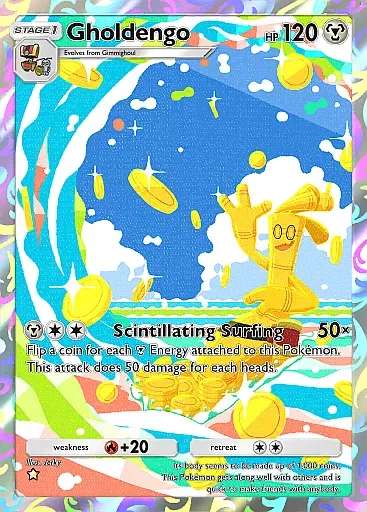 STAGE 1
Gholdengo
HP 120
Evolves from Gimmighoul
Scintillating Surfing 50×
Flip a coin for each Energy attached to this Pokémon.
This attack does 50 damage for each heads.
weakness +20 retreat
Illus. Jerky
Its body seems to be made up of 1,000 coins.
This Pokémon gets along well with others and is
quick to make friends with anybody.